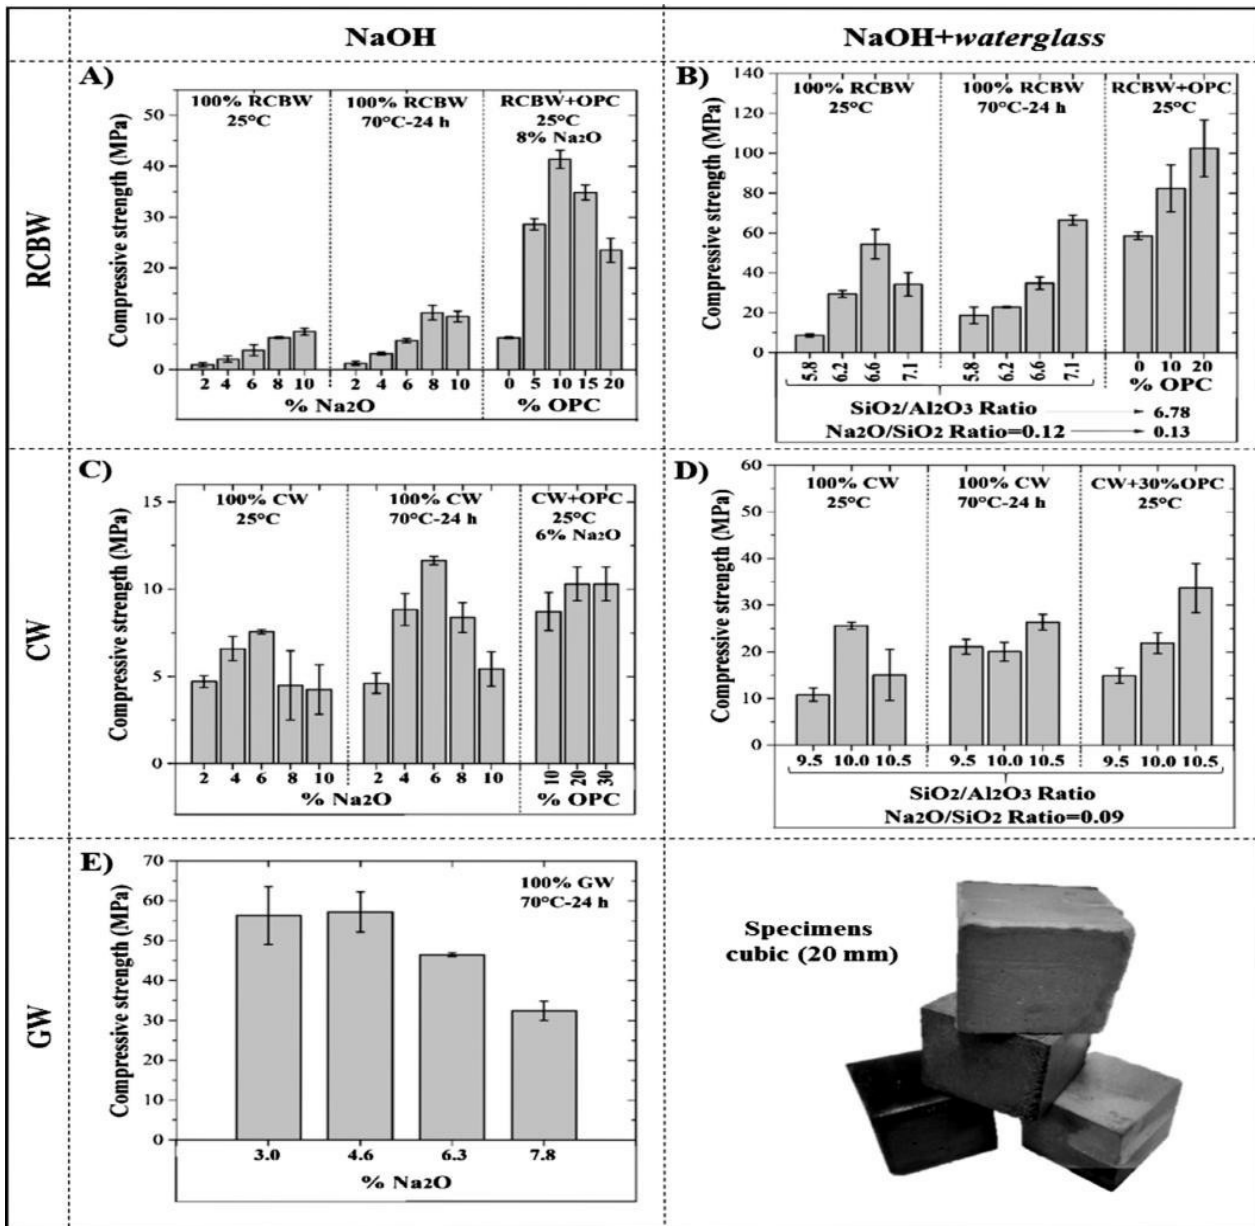 NaOH
NaOH+waterglass
RCBW
A)
100% RCBW
25°C
100% RCBW
70°C-24 h
RCBW+OPC
25°C
8% Na2O
Compressive strength (MPa)
50
40
30
20
10
0
2 4 6 8 10
2 4 6 8 10
0 5 10 15 20
% Na2O
% OPC
B)
100% RCBW
25°C
100% RCBW
70°C-24 h
RCBW+OPC
25°C
Compressive strength (MPa)
140
120
100
80
60
40
20
0
5.8 6.2 6.6 7.1
5.8 6.2 6.6 7.1
0 10 20
% OPC
SiO2/Al2O3 Ratio
6.78
Na2O/SiO2 Ratio=0.12
0.13
CW
C)
100% CW
25°C
100% CW
70°C-24 h
CW+OPC
25°C
6% Na2O
Compressive strength (MPa)
15
10
5
0
2 4 6 8 10
2 4 6 8 10
10 20 30
% Na2O
% OPC
D)
100% CW
25°C
100% CW
70°C-24 h
CW+30%OPC
25°C
Compressive strength (MPa)
60
50
40
30
20
10
0
9.5 10.0 10.5
9.5 10.0 10.5
9.5 10.0 10.5
SiO2/Al2O3 Ratio
Na2O/SiO2 Ratio=0.09
GW
E)
100% GW
70°C-24 h
Compressive strength (MPa)
70
60
50
40
30
20
10
0
3.0 4.6 6.3 7.8
% Na2O
Specimens
cubic (20 mm)